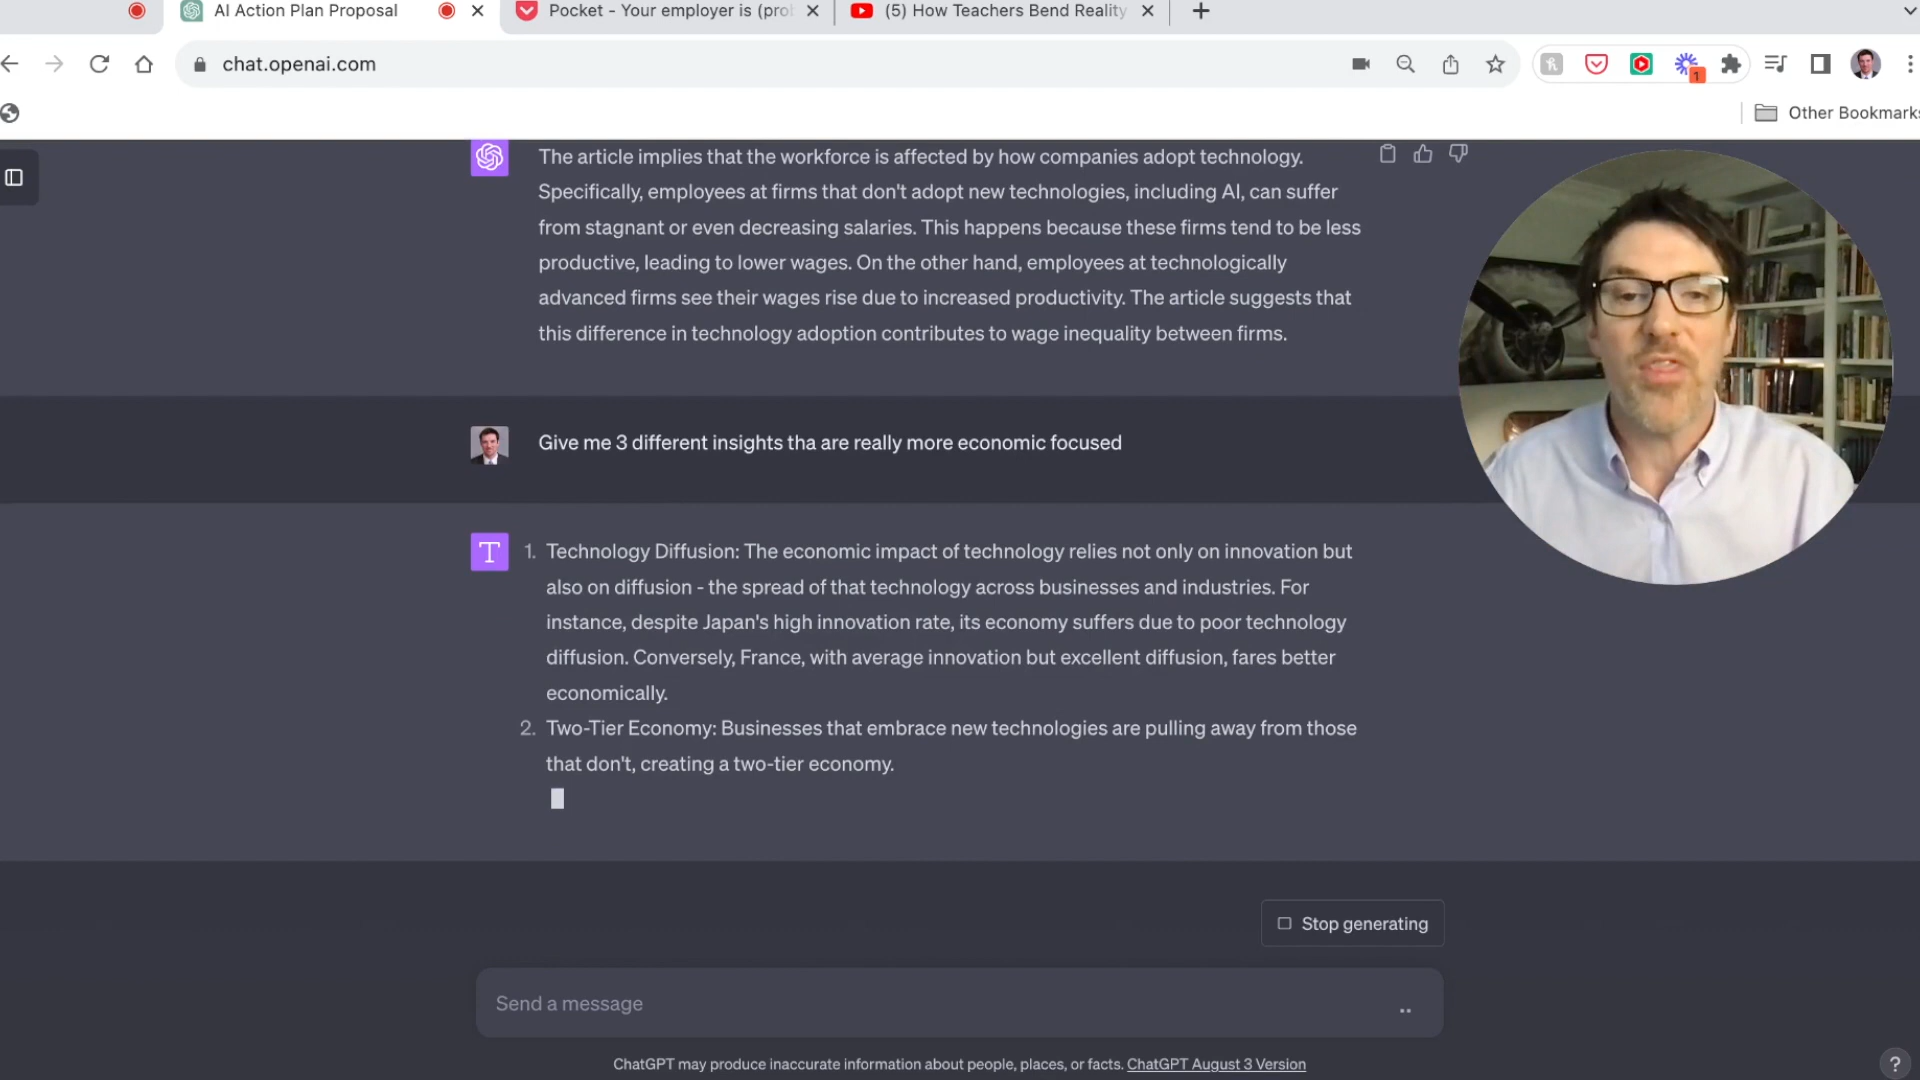 AI Action Plan Proposal
Pocket - Your employer is (prob
(5) How Teachers Bend Reality
chat.openai.com
1
Other Bookmarks
The article implies that the workforce is affected by how companies adopt technology.
Specifically, employees at firms that don't adopt new technologies, including AI, can suffer
from stagnant or even decreasing salaries. This happens because these firms tend to be less
productive, leading to lower wages. On the other hand, employees at technologically
advanced firms see their wages rise due to increased productivity. The article suggests that
this difference in technology adoption contributes to wage inequality between firms.
Give me 3 different insights tha are really more economic focused
T
1. Technology Diffusion: The economic impact of technology relies not only on innovation but
also on diffusion - the spread of that technology across businesses and industries. For
instance, despite Japan's high innovation rate, its economy suffers due to poor technology
diffusion. Conversely, France, with average innovation but excellent diffusion, fares better
economically.
2. Two-Tier Economy: Businesses that embrace new technologies are pulling away from those
that don't, creating a two-tier economy.
Stop generating
Send a message
ChatGPT may produce inaccurate information about people, places, or facts. ChatGPT August 3 Version
?